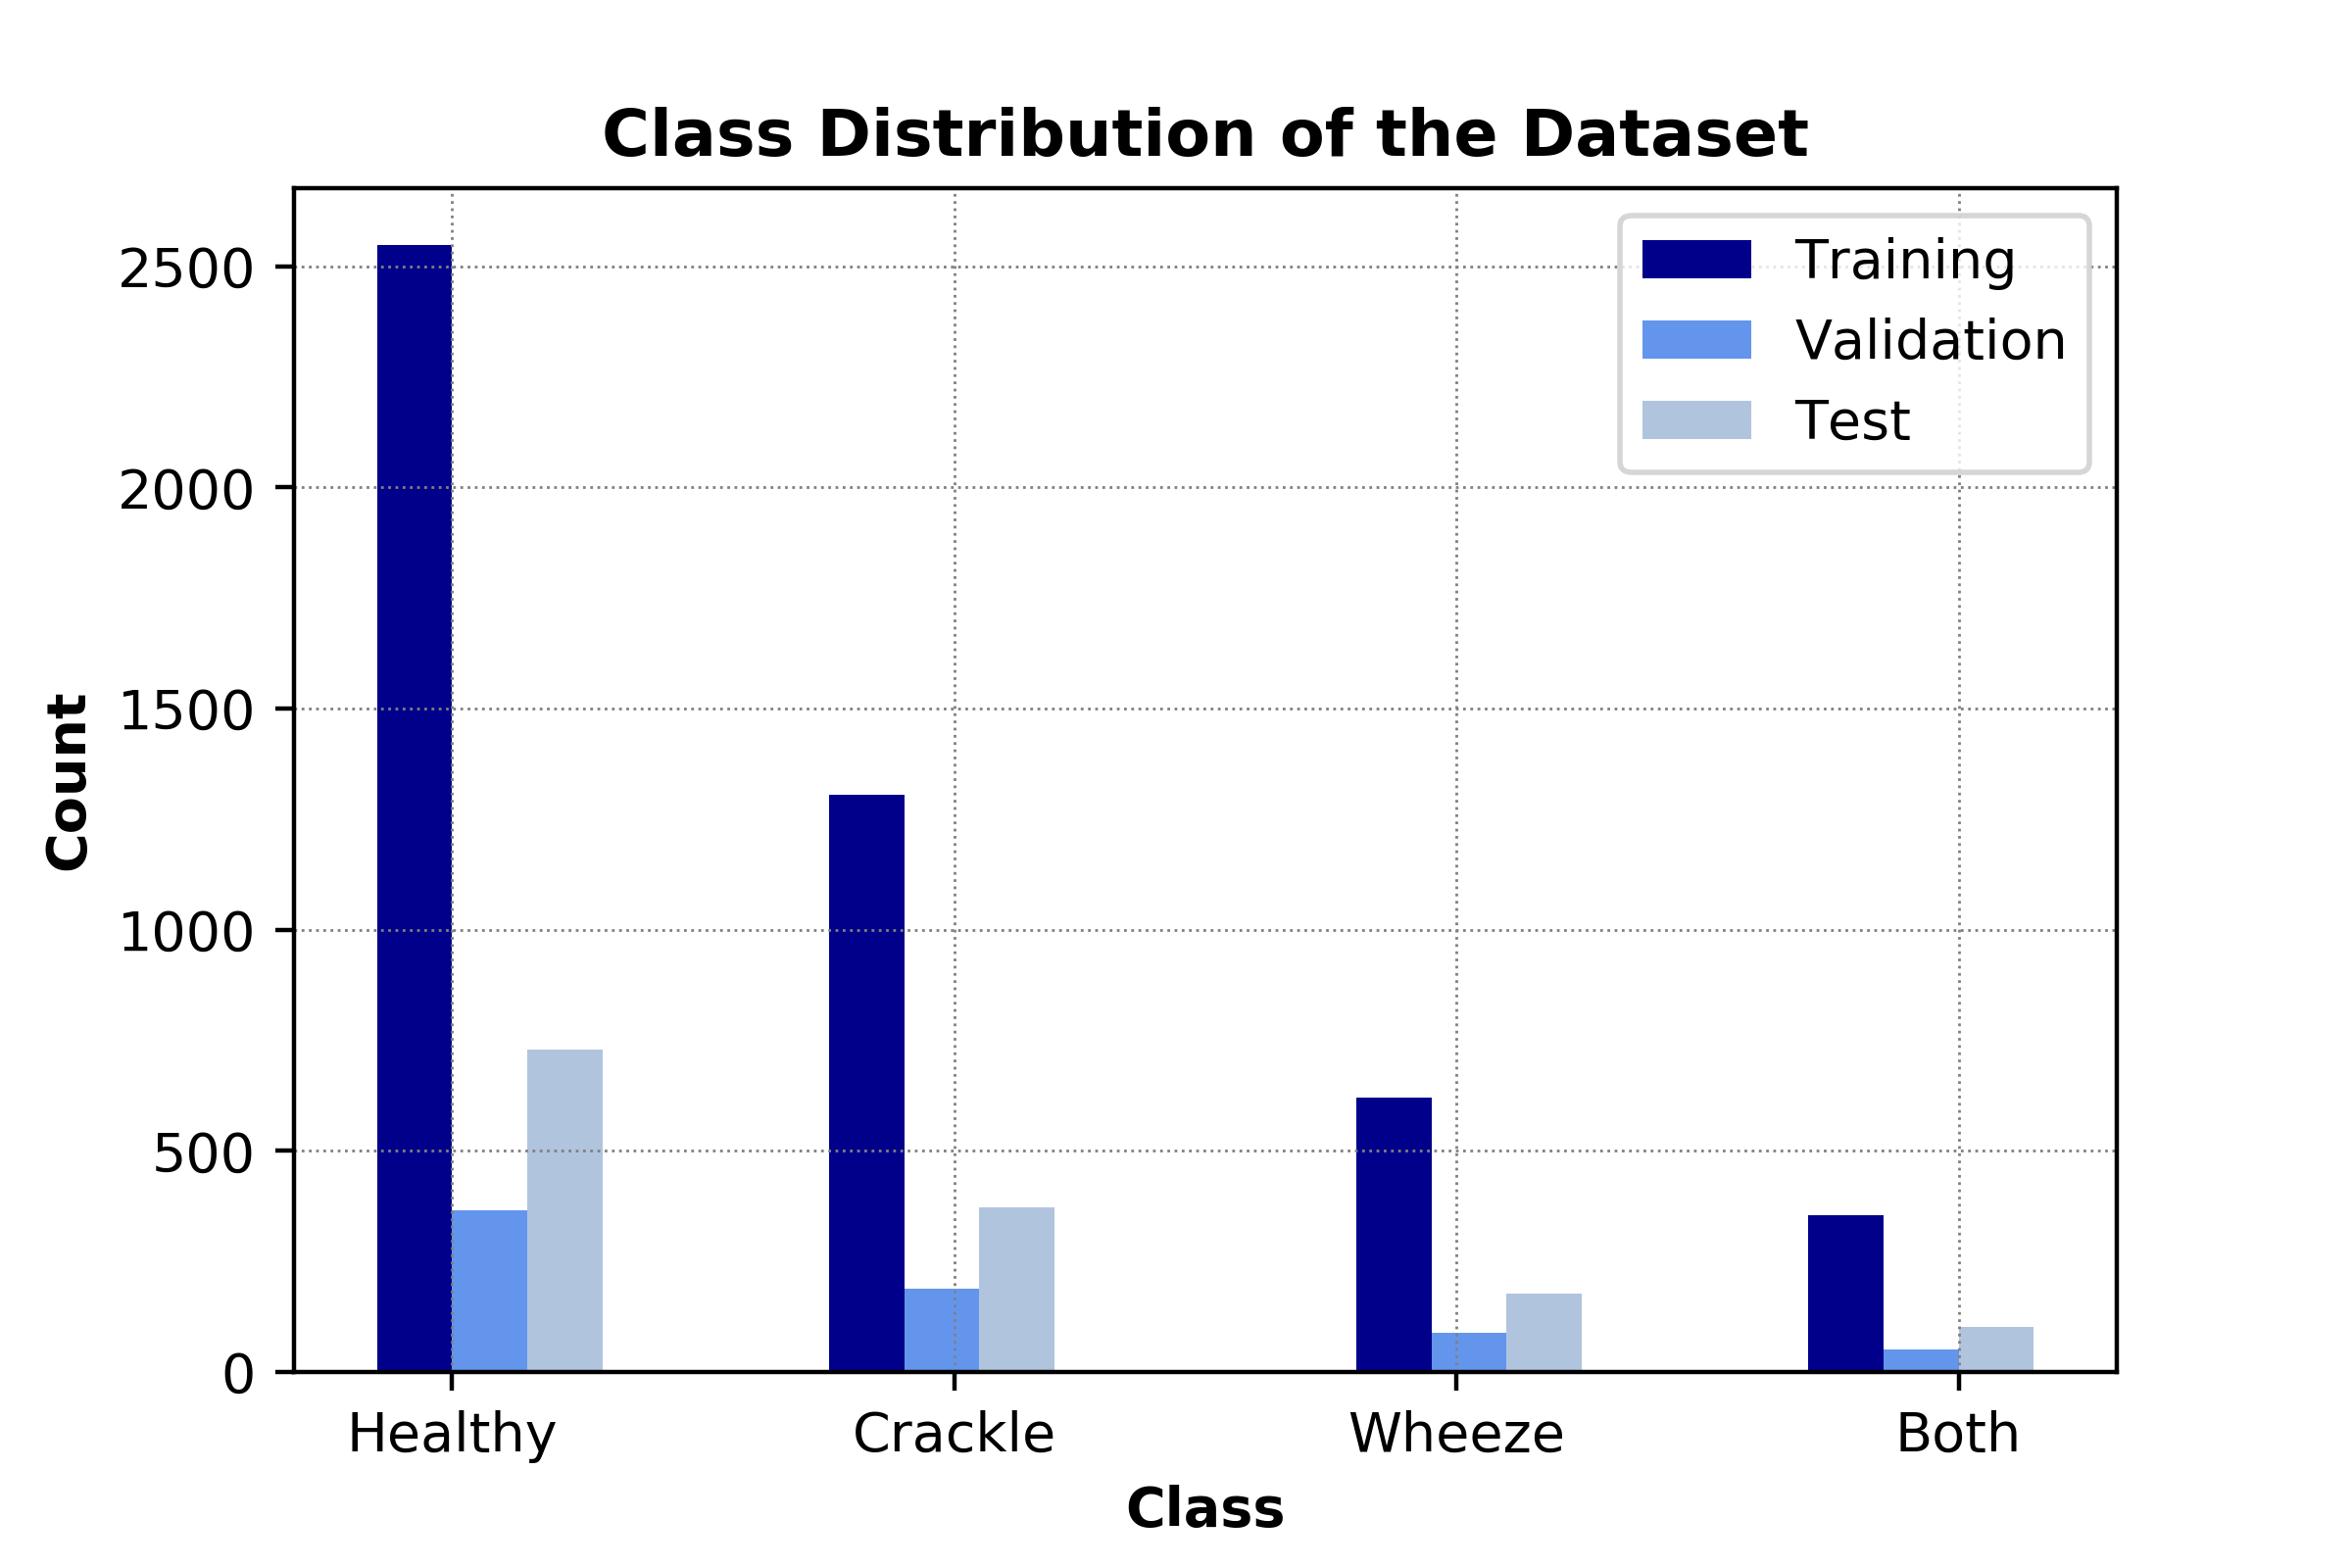 Class Distribution of the Dataset
2500
2000
1500
1000
500
0
Count
Training
Validation
Test
Healthy
Crackle
Wheeze
Both
Class